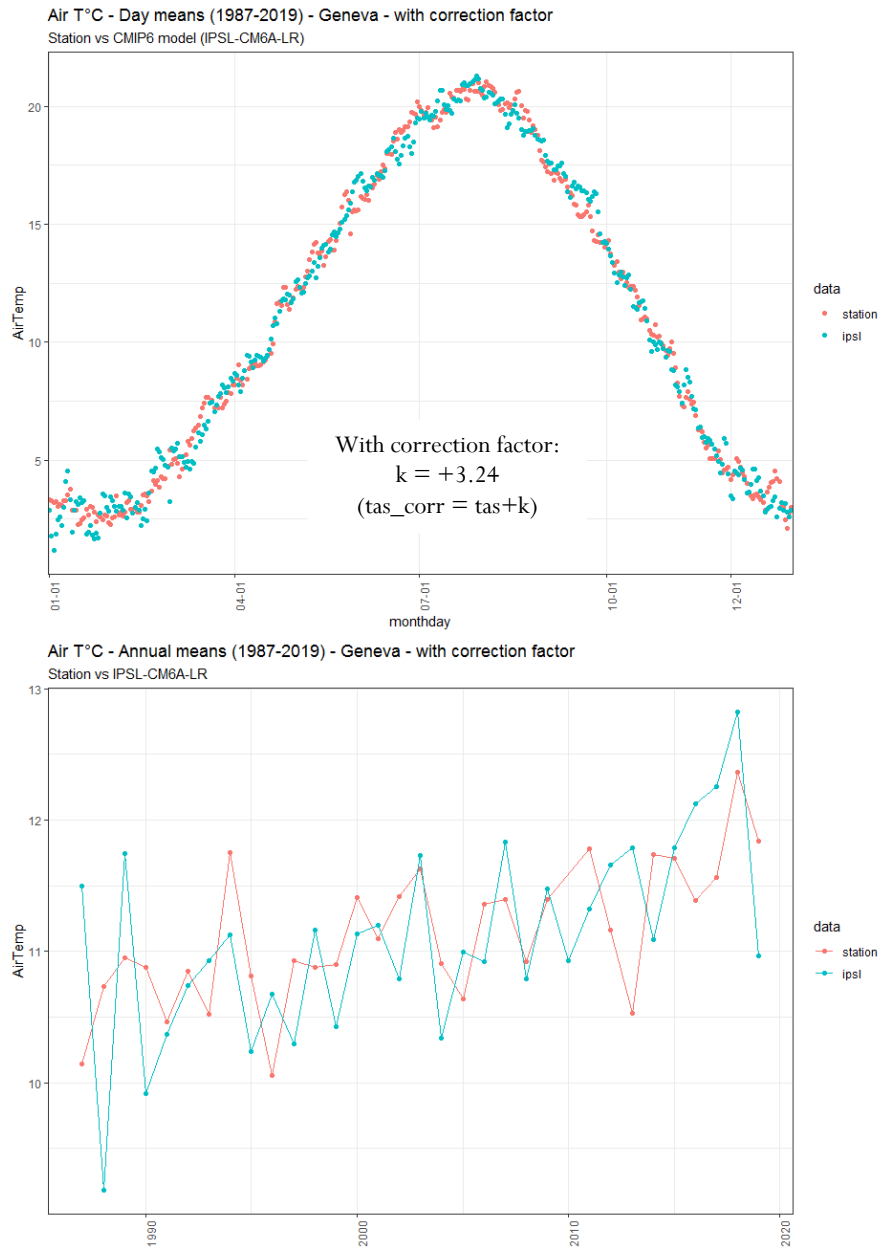 Air T°C - Day means (1987-2019) - Geneva - with correction factor
Station vs CMIP6 model (IPSL-CM6A-LR)
20
15
10
5
AirTemp
With correction factor:
k = +3.24
(tas_corr = tas+k)
data
station
ipsl
01-01
04-01
07-01
10-01
12-01
monthday
Air T°C - Annual means (1987-2019) - Geneva - with correction factor
Station vs IPSL-CM6A-LR
13
12
11
10
AirTemp
data
station
ipsl
1990
2000
2010
2020